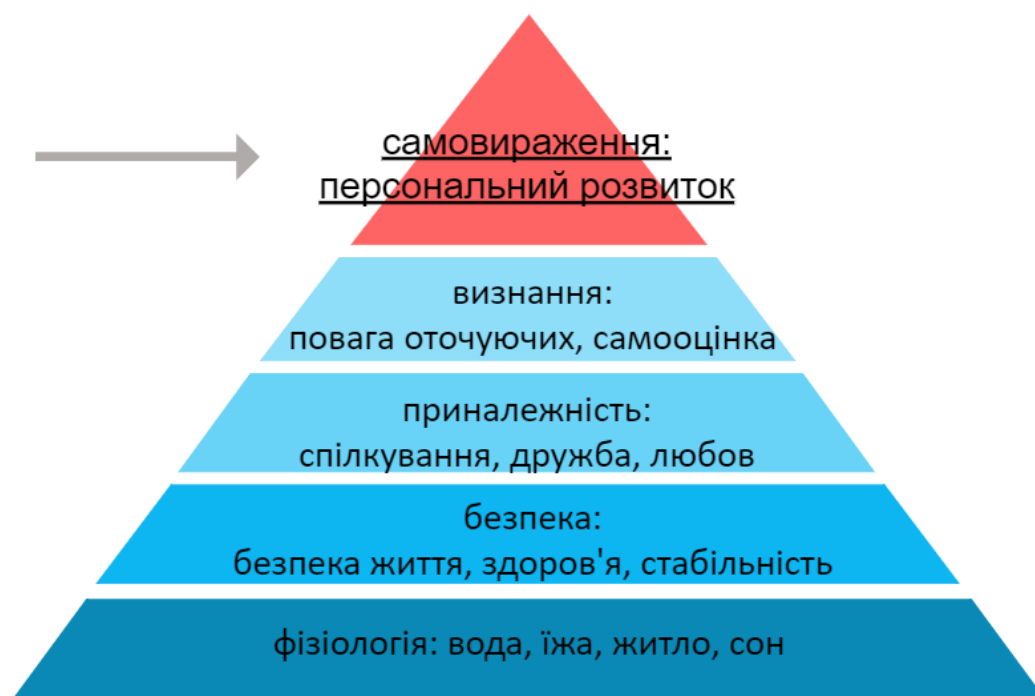 самовираження:
персональний розвиток
визнання:
повага оточуючих, самооцінка
приналежність:
спілкування, дружба, любов
безпека:
безпека життя, здоров'я, стабільність
фізіологія: вода, їжа, житло, сон